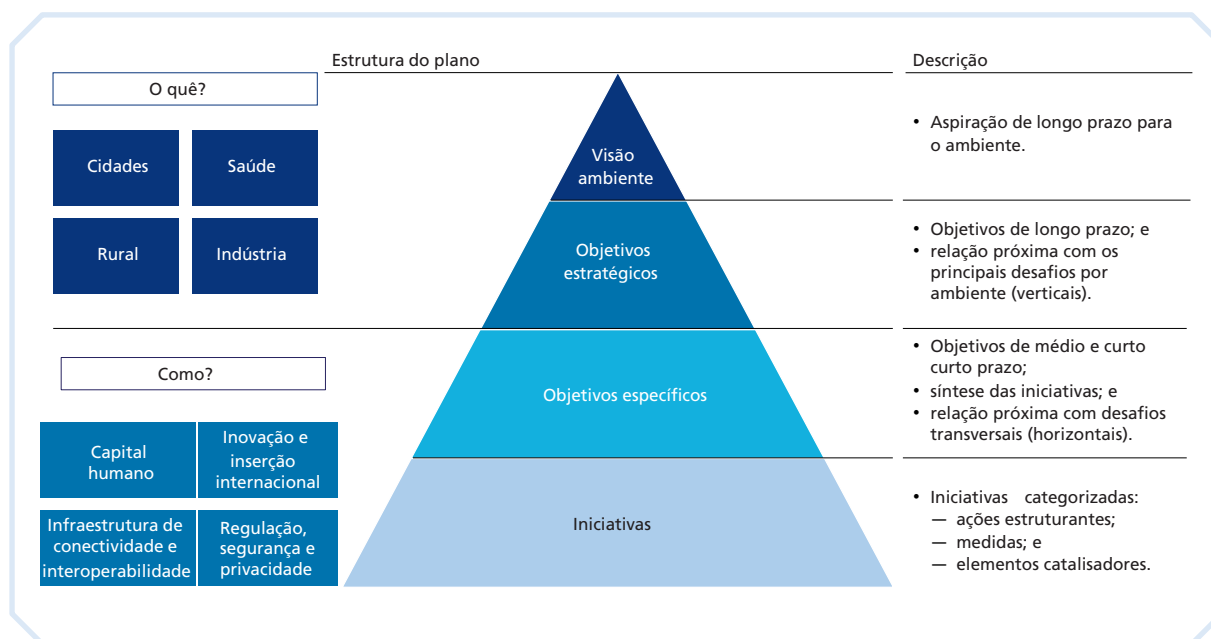 Estrutura do plano
Descrição
O quê?
Cidades
Saúde
Rural
Indústria
Como?
Capital
humano
Inovação e
inserção
internacional
Infraestrutura de
conectividade e
interoperabilidade
Regulação,
segurança e
privacidade
Visão
ambiente
Objetivos
estratégicos
Objetivos específicos
Iniciativas
• Aspiração de longo prazo para
o ambiente.
• Objetivos de longo prazo; e
• relação próxima com os
principais desafios por
ambiente (verticais).
• Objetivos de médio e curto
curto prazo;
• síntese das iniciativas; e
• relação próxima com desafios
transversais (horizontais).
• Iniciativas categorizadas:
— ações estruturantes;
— medidas; e
— elementos catalisadores.